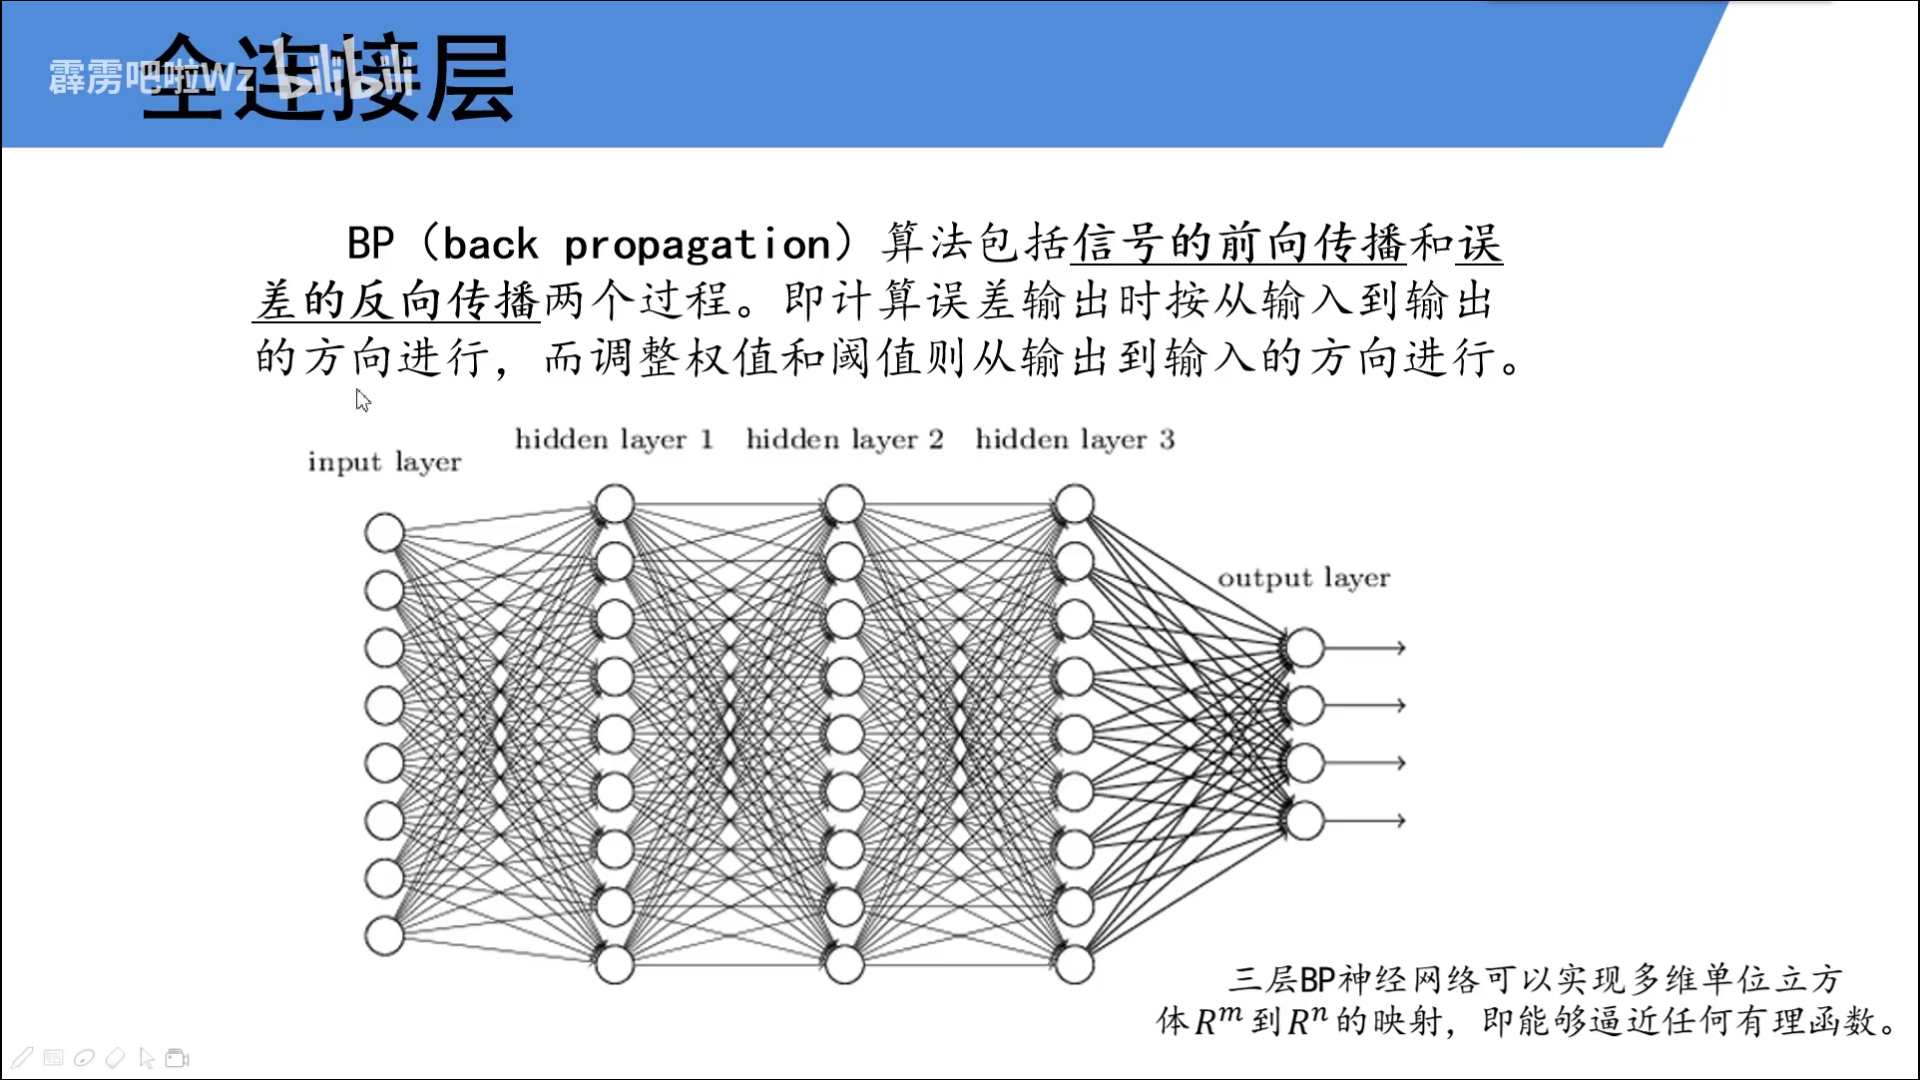 全连接层
霹雳吧啦Wz bilibili
BP（back propagation）算法包括信号的前向传播和误
差的反向传播两个过程。即计算误差输出时按从输入到输出
的方向进行，而调整权值和阈值则从输出到输入的方向进行。
hidden layer 1 hidden layer 2 hidden layer 3
input layer
output layer
三层BP神经网络可以实现多维单位立方
体Rᵐ到Rⁿ的映射，即能够逼近任何有理函数。